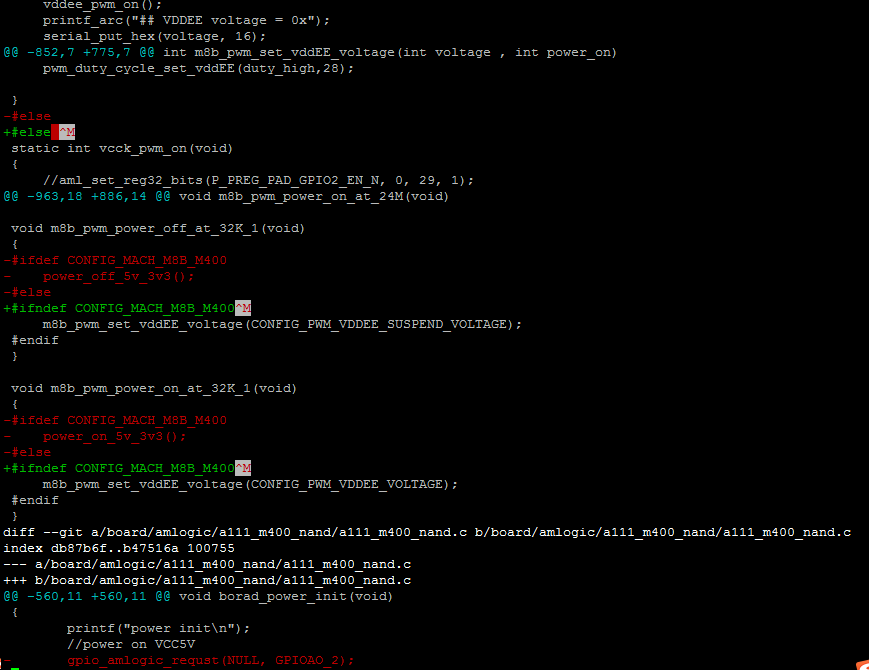 vddee_pwm_on();
     printf_arc("## VDDEE voltage = 0x");
     serial_put_hex(voltage, 16);
@@ -852,7 +775,7 @@ int m8b_pwm_set_vddEE_voltage(int voltage , int power_on)
     pwm_duty_cycle_set_vddEE(duty_high,28);
 }
-#else
+#else ^M
 static int vcck_pwm_on(void)
 {
     //aml_set_reg32_bits(P_PREG_PAD_GPIO2_EN_N, 0, 29, 1);
@@ -963,18 +886,14 @@ void m8b_pwm_power_on_at_24M(void)
 void m8b_pwm_power_off_at_32K_1(void)
 {
-#ifdef CONFIG_MACH_M8B_M400
-    power_off_5v_3v3();
-#else
+#ifndef CONFIG_MACH_M8B_M400^M
     m8b_pwm_set_vddEE_voltage(CONFIG_PWM_VDDEE_SUSPEND_VOLTAGE);
 #endif
 }
 void m8b_pwm_power_on_at_32K_1(void)
 {
-#ifdef CONFIG_MACH_M8B_M400
-    power_on_5v_3v3();
-#else
+#ifndef CONFIG_MACH_M8B_M400^M
     m8b_pwm_set_vddEE_voltage(CONFIG_PWM_VDDEE_VOLTAGE);
 #endif
 }
diff --git a/board/amlogic/a111_m400_nand/a111_m400_nand.c b/board/amlogic/a111_m400_nand/a111_m400_nand.c
index db87b6f..b47516a 100755
--- a/board/amlogic/a111_m400_nand/a111_m400_nand.c
+++ b/board/amlogic/a111_m400_nand/a111_m400_nand.c
@@ -560,11 +560,11 @@ void borad_power_init(void)
 {
        printf("power init\n");
        //power on VCC5V
-       gpio_amlogic_requst(NULL, GPIOAO_2);